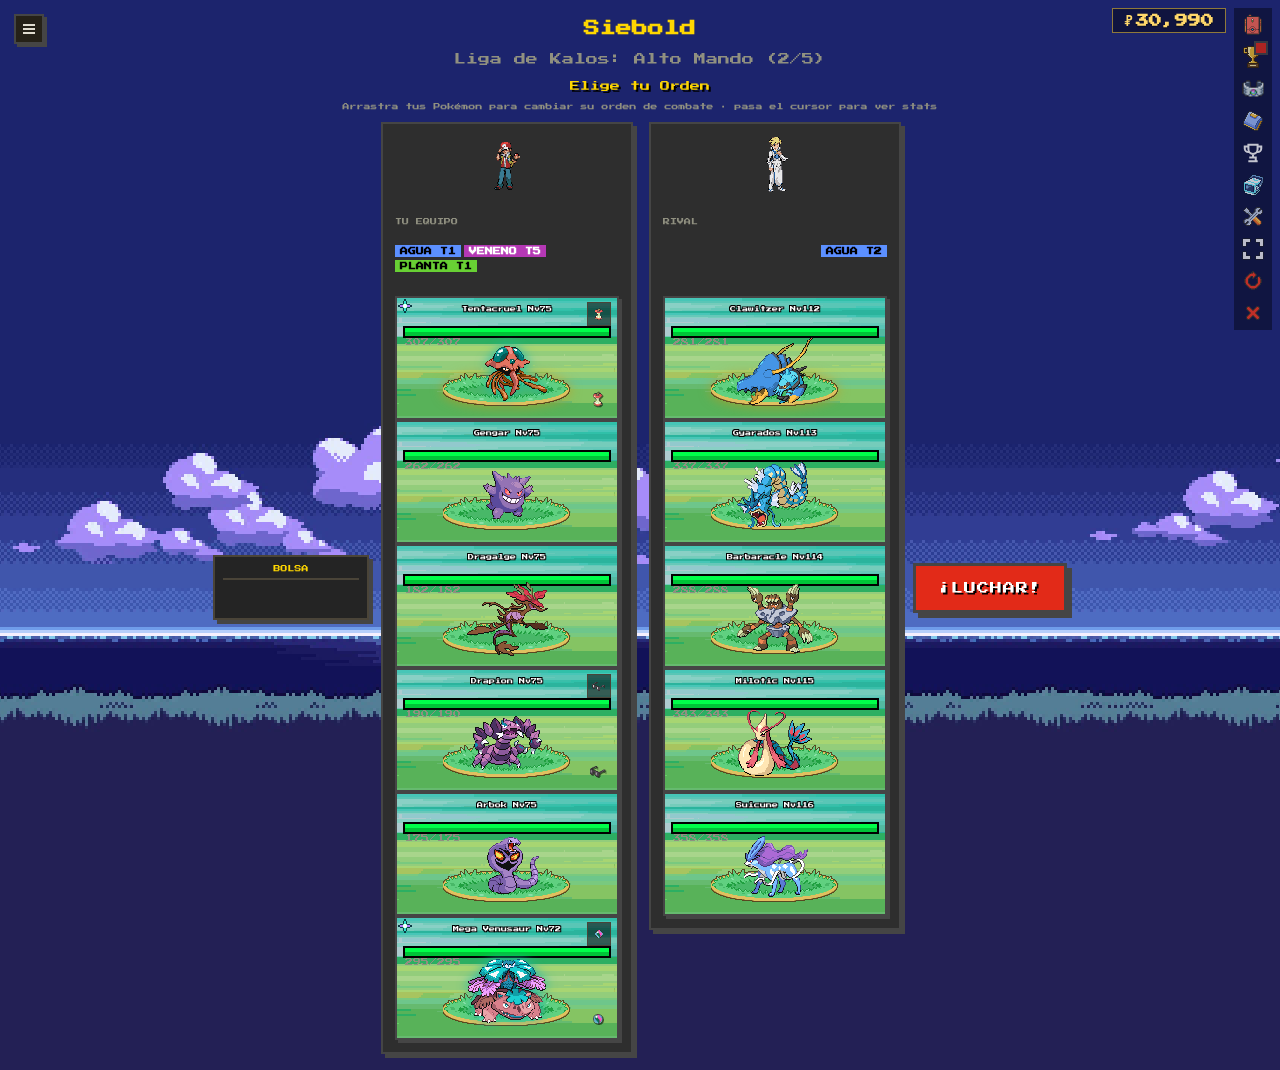 Siebold
Liga de Kalos: Alto Mando (2/5)
Elige tu Orden
Arrastra tus Pokémon para cambiar su orden de combate · pasa el cursor para ver stats
₽30,990
TU EQUIPO
AGUA T1 VENENO T5
PLANTA T1
Tentacruel Nv75
Gengar Nv75
Dragalge Nv75
Drapion Nv75
Arbok Nv75
Mega Venusaur Nv72
RIVAL
AGUA T2
Clawitzer Nv112
Gyarados Nv113
Barbaracle Nv114
Milotic Nv115
Suicune Nv116
BOLSA
¡LUCHAR!